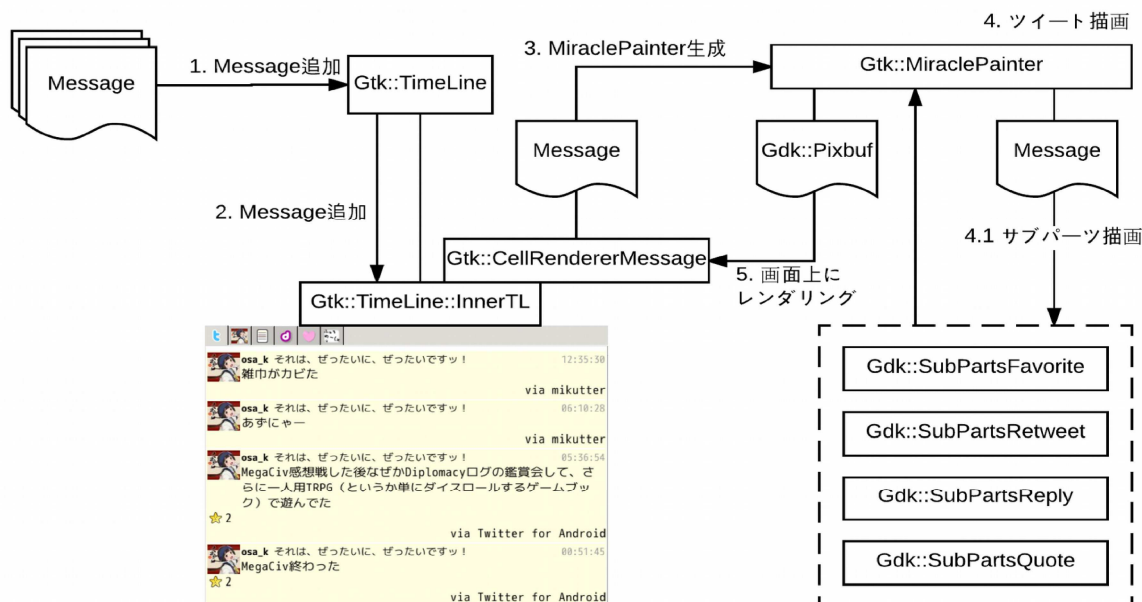 4. ツイート描画
3. MiraclePainter生成
1. Message追加
Message
Gtk::TimeLine
Gtk::MiraclePainter
Message
Gdk::Pixbuf
Message
2. Message追加
4.1 サブパーツ描画
Gtk::CellRendererMessage
5. 画面上に
レンダリング
Gtk::TimeLine::InnerTL
osa_k それは、ぜったいに、ぜったいですッ! 12:35:30
雑巾がカビた
via mikutter
osa_k それは、ぜったいに、ぜったいですッ! 06:10:28
あずにゃー
via mikutter
osa_k それは、ぜったいに、ぜったいですッ! 05:36:54
MegaCiv感想戦した後なぜかDiplomacyログの鑑賞会して、さ
らに一人用TRPG(というか単にダイスロールするゲームブッ
ク)で遊んでた
2
via Twitter for Android
osa_k それは、ぜったいに、ぜったいですッ! 00:51:45
MegaCiv終わった
2
via Twitter for Android
Gdk::SubPartsFavorite
Gdk::SubPartsRetweet
Gdk::SubPartsReply
Gdk::SubPartsQuote